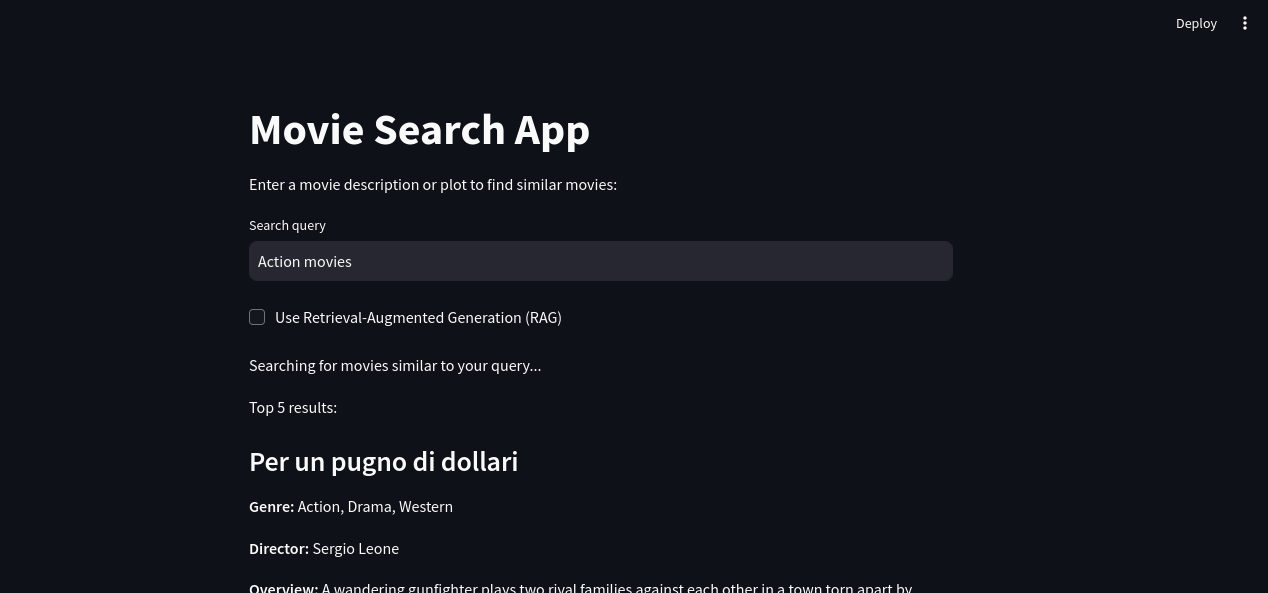 Deploy
Movie Search App
Enter a movie description or plot to find similar movies:
Search query
Action movies
Use Retrieval-Augmented Generation (RAG)
Searching for movies similar to your query...
Top 5 results:
Per un pugno di dollari
Genre: Action, Drama, Western
Director: Sergio Leone
Overview: A wandering gunfighter plays two rival families against each other in a town torn apart by